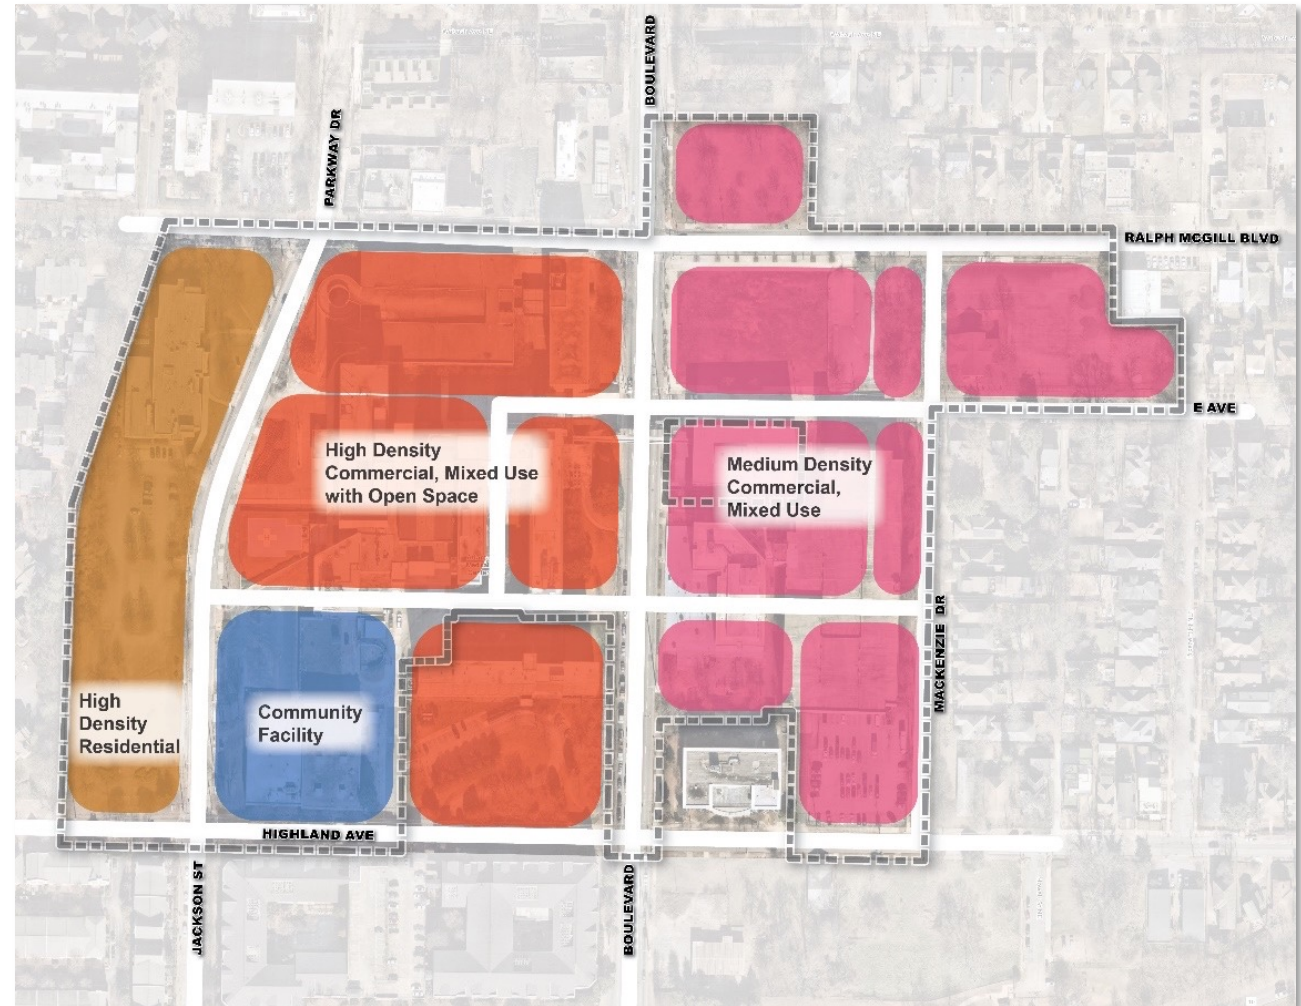 BOULEVARD
PARKWAY DR
RALPH MCGILL BLVD
E AVE
High Density
Commercial, Mixed Use
with Open Space
Medium Density
Commercial,
Mixed Use
MACKENZIE DR
High
Density
Residential
Community
Facility
HIGHLAND AVE
JACKSON ST
BOULEVARD